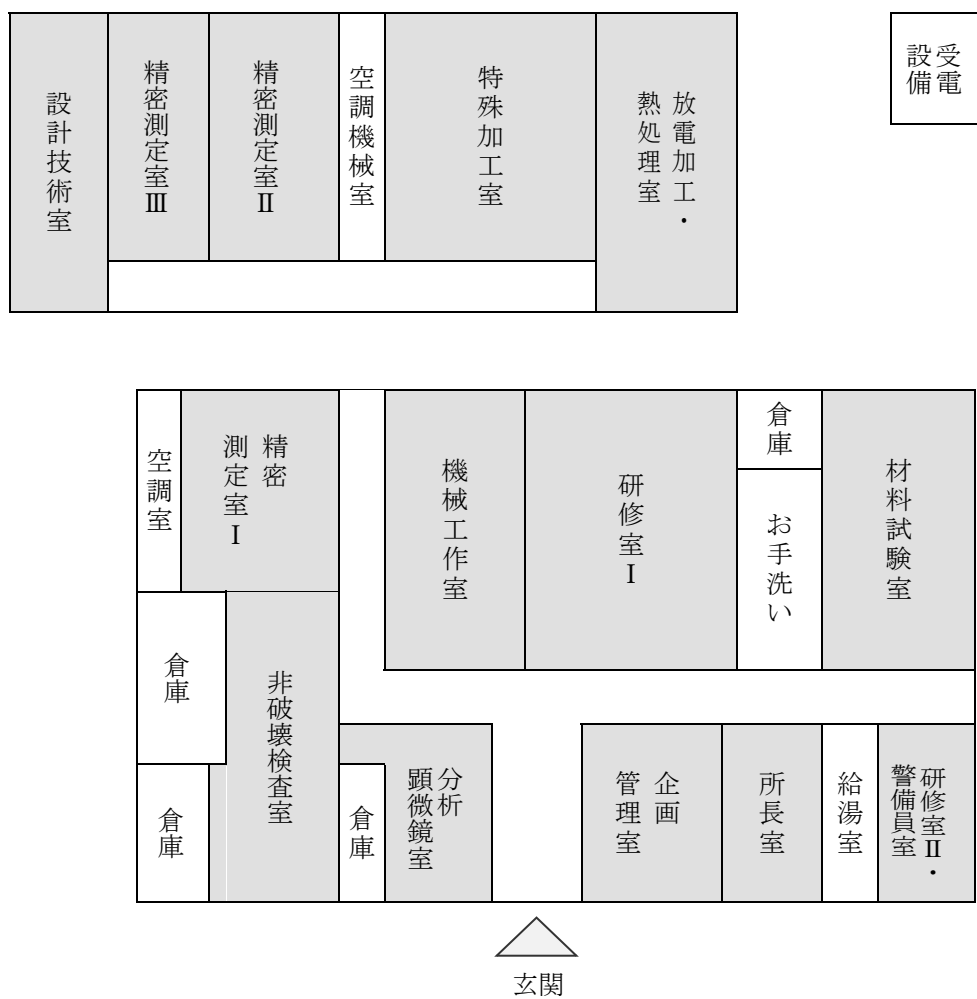 設計技術室
精密測定室Ⅲ
精密測定室Ⅱ
空調機械室
特殊加工室
放電加工・
熱処理室
受電
設備
空調室
精密
測定室Ⅰ
機械工作室
研修室Ⅰ
倉庫
お手洗い
材料試験室
倉庫
非破壊検査室
倉庫
倉庫
分析
顕微鏡室
企画
管理室
所長室
給湯室
研修室Ⅱ・
警備員室
玄関